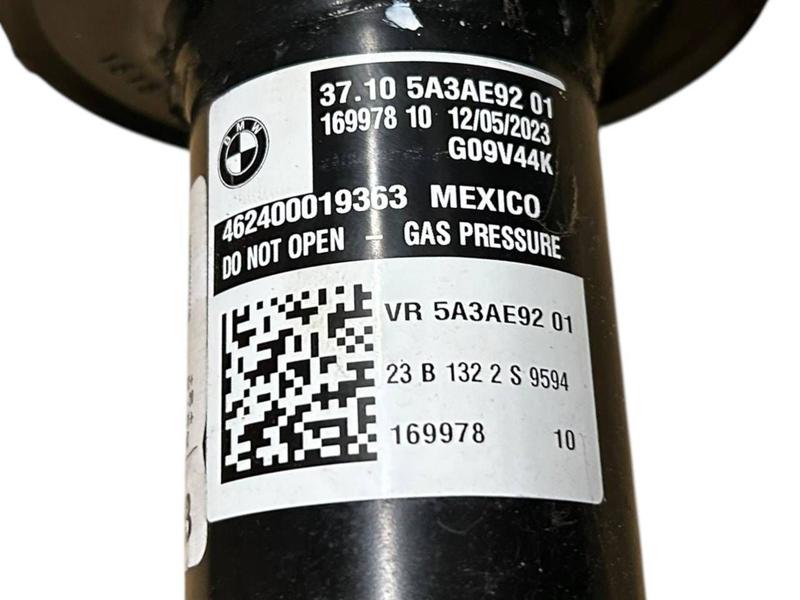 BMW
37.10 5A3AE92 01
169978 10 12/05/2023
G09V44K
462400019363 MEXICO
DO NOT OPEN - GAS PRESSURE
VR 5A3AE92 01
23 B 132 2 S 9594
169978 10